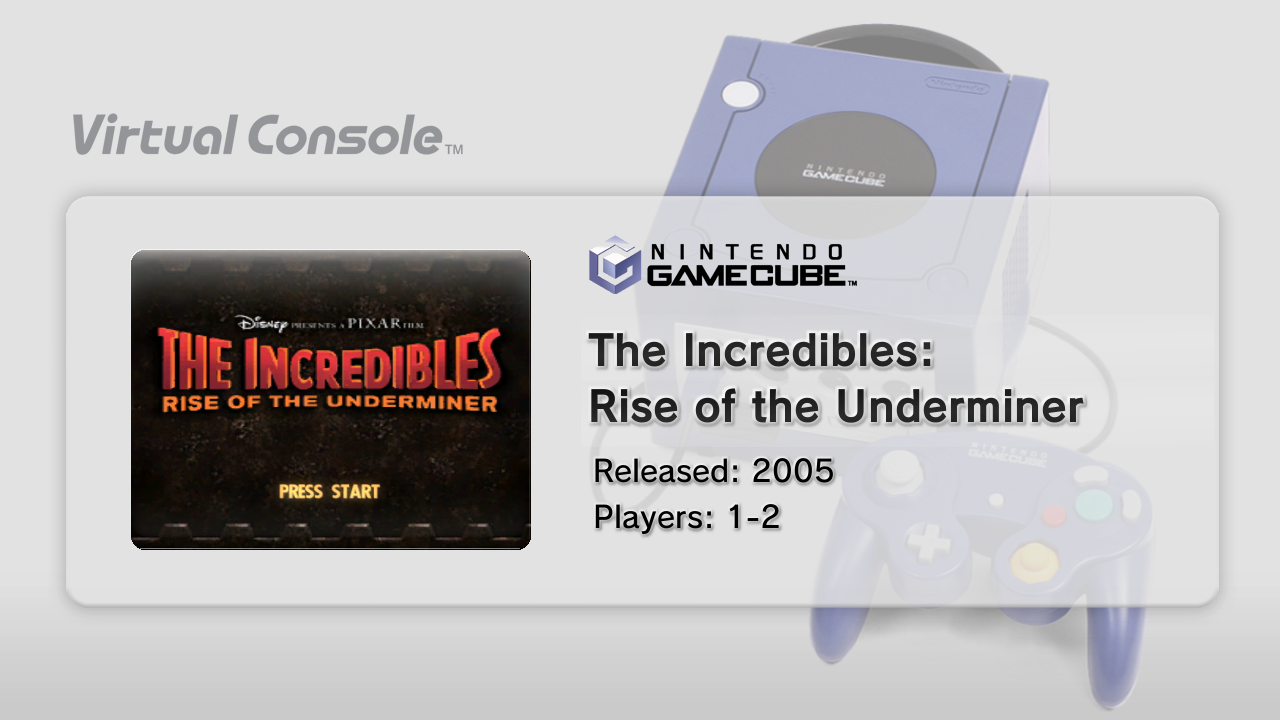 Virtual Console™
Nintendo
NINTENDO
GAMECUBE
NINTENDO
GAMECUBE™
Disney PRESENTS A PIXAR FILM
THE INCREDIBLES
RISE OF THE UNDERMINER
PRESS START
The Incredibles:
Rise of the Underminer
Released: 2005
Players: 1-2
NINTENDO
GAMECUBE